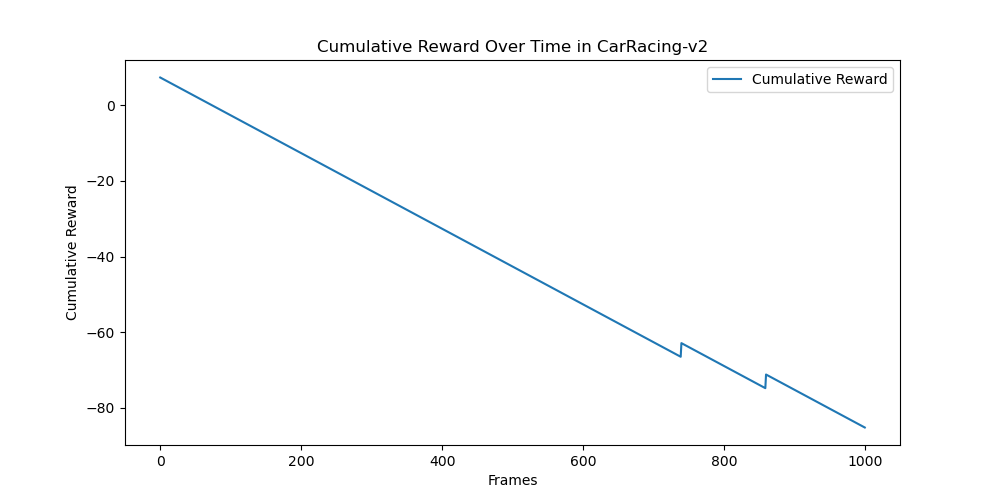 Cumulative Reward Over Time in CarRacing-v2
Cumulative Reward
0
−20
−40
−60
−80
Cumulative Reward
0 200 400 600 800 1000
Frames